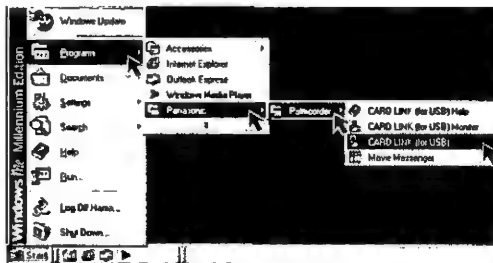 Windows Update
Program
Documents
Settings
Search
Help
Run...
Log Off
Shut Down...
Windows Me Millennium Edition
Start
Accessories
Internet Explorer
Outlook Express
Windows Media Player
Panasonic
Palmcorder
CARD LINK (for USB) Help
CARD LINK (for USB) Monitor
CARD LINK (for USB)
Movie Messenger